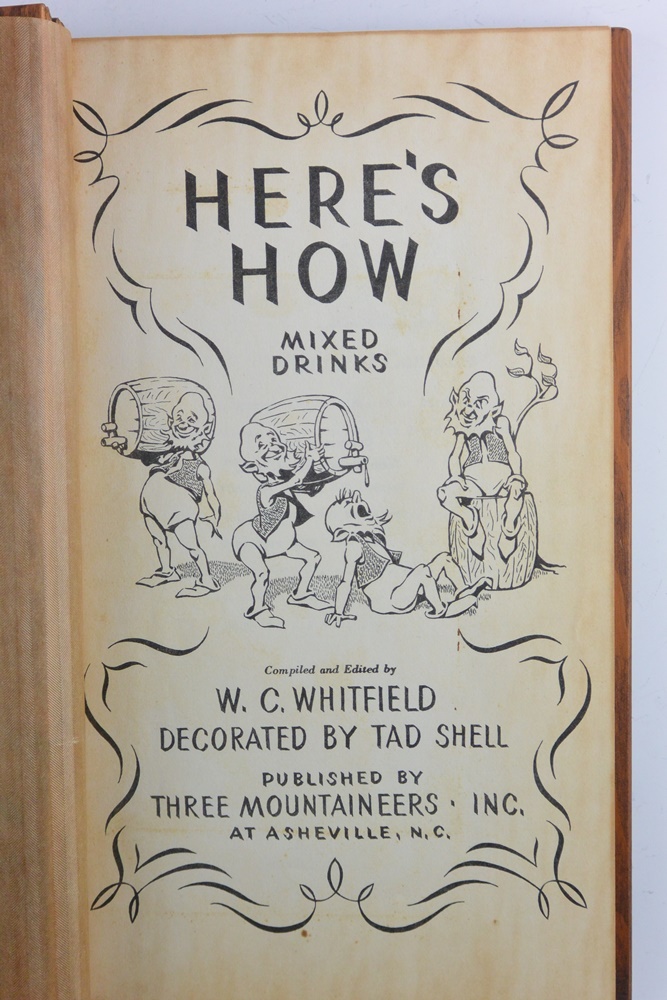 HERE'S
HOW
MIXED
DRINKS
Compiled and Edited by
W. C. WHITFIELD
DECORATED BY TAD SHELL
PUBLISHED BY
THREE MOUNTAINEERS · INC.
AT ASHEVILLE, N.C.